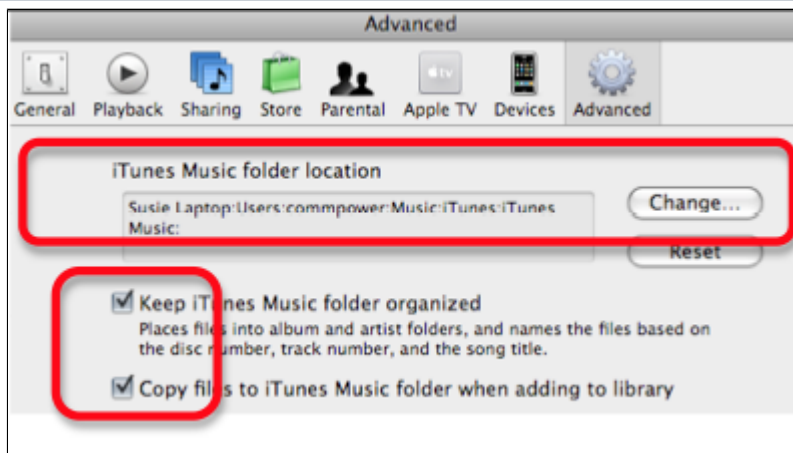 Advanced
General Playback Sharing Store Parental Apple TV Devices Advanced
iTunes Music folder location
Susie Laptop:Users:commpower:Music:iTunes:iTunes
Music:
Change...
Reset
Keep iTunes Music folder organized
Places files into album and artist folders, and names the files based on
the disc number, track number, and the song title.
Copy files to iTunes Music folder when adding to library